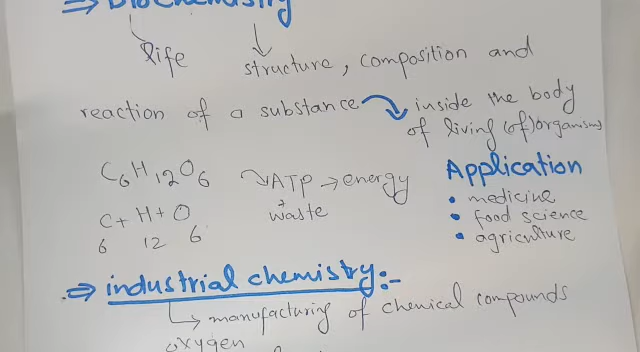 ⇒ Biochemistry
life structure, composition and
reaction of a substance inside the body
of living (of) organisms
C6H12O6 ATP → energy
+
waste
C + H + O
6 12 6
Application
• medicine
• food science
• agriculture
⇒ industrial chemistry:-
manufacturing of chemical compounds
oxygen